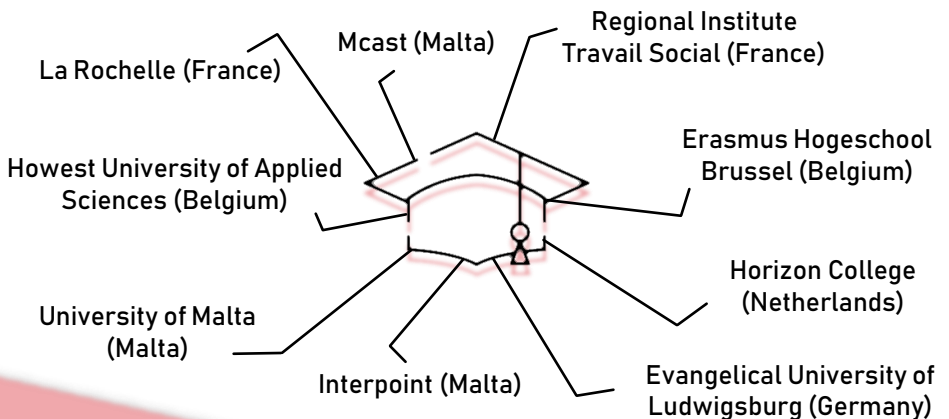 Regional Institute
Travail Social (France)
Mcast (Malta)
La Rochelle (France)
Erasmus Hogeschool
Brussel (Belgium)
Howest University of Applied
Sciences (Belgium)
Horizon College
(Netherlands)
University of Malta
(Malta)
Interpoint (Malta)
Evangelical University of
Ludwigsburg (Germany)